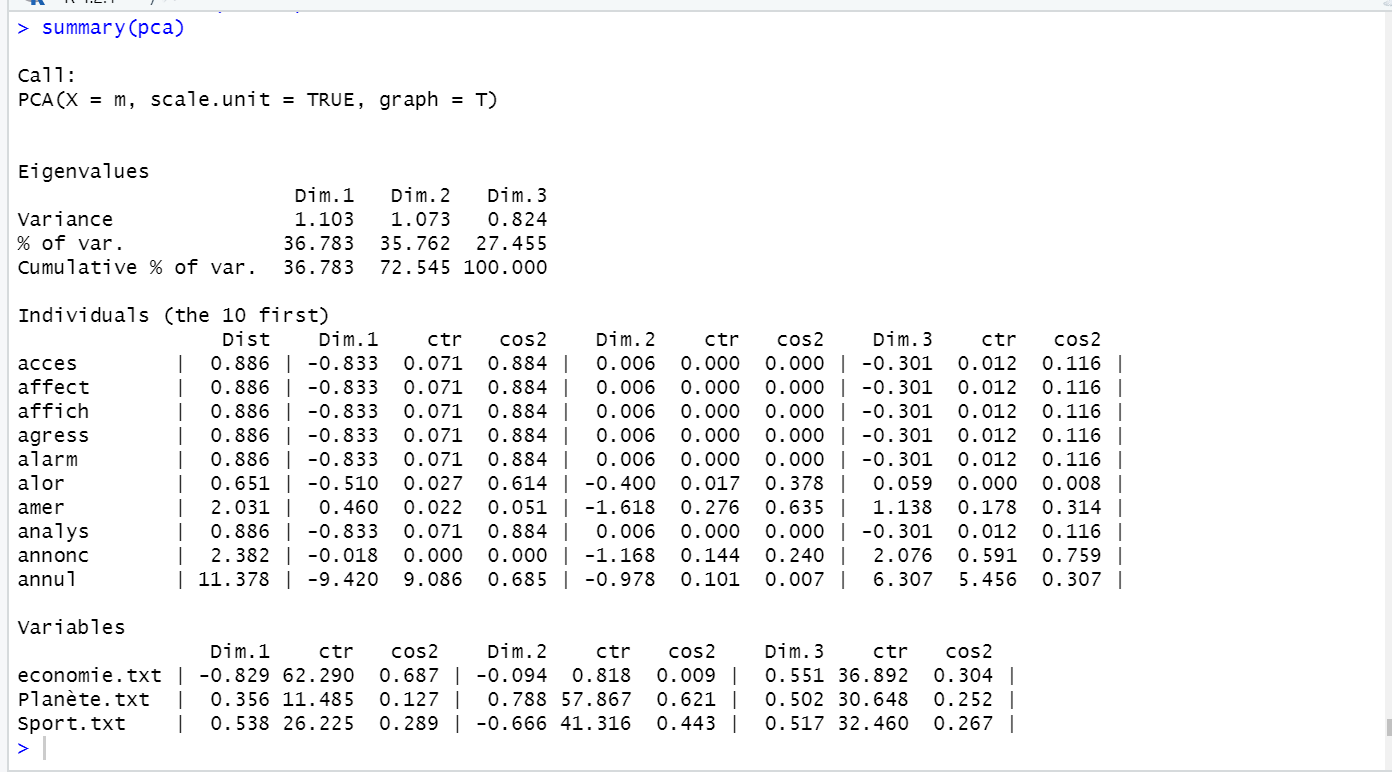 > summary(pca)
Call:
PCA(X = m, scale.unit = TRUE, graph = T)
Eigenvalues
                       Dim.1   Dim.2   Dim.3
Variance               1.103   1.073   0.824
% of var.             36.783  35.762  27.455
Cumulative % of var.  36.783  72.545 100.000
Individuals (the 10 first)
                 Dist    Dim.1    ctr   cos2    Dim.2    ctr   cos2    Dim.3    ctr   cos2
acces        |  0.886 | -0.833  0.071  0.884 |  0.006  0.000  0.000 | -0.301  0.012  0.116 |
affect       |  0.886 | -0.833  0.071  0.884 |  0.006  0.000  0.000 | -0.301  0.012  0.116 |
affich       |  0.886 | -0.833  0.071  0.884 |  0.006  0.000  0.000 | -0.301  0.012  0.116 |
agress       |  0.886 | -0.833  0.071  0.884 |  0.006  0.000  0.000 | -0.301  0.012  0.116 |
alarm        |  0.886 | -0.833  0.071  0.884 |  0.006  0.000  0.000 | -0.301  0.012  0.116 |
alor         |  0.651 | -0.510  0.027  0.614 | -0.400  0.017  0.378 |  0.059  0.000  0.008 |
amer         |  2.031 |  0.460  0.022  0.051 | -1.618  0.276  0.635 |  1.138  0.178  0.314 |
analys       |  0.886 | -0.833  0.071  0.884 |  0.006  0.000  0.000 | -0.301  0.012  0.116 |
annonc       |  2.382 | -0.018  0.000  0.000 | -1.168  0.144  0.240 |  2.076  0.591  0.759 |
annul        | 11.378 | -9.420  9.086  0.685 | -0.978  0.101  0.007 |  6.307  5.456  0.307 |
Variables
                Dim.1    ctr   cos2    Dim.2    ctr   cos2    Dim.3    ctr   cos2
economie.txt | -0.829 62.290  0.687 | -0.094  0.818  0.009 |  0.551 36.892  0.304 |
Planète.txt  |  0.356 11.485  0.127 |  0.788 57.867  0.621 |  0.502 30.648  0.252 |
Sport.txt    |  0.538 26.225  0.289 | -0.666 41.316  0.443 |  0.517 32.460  0.267 |
>